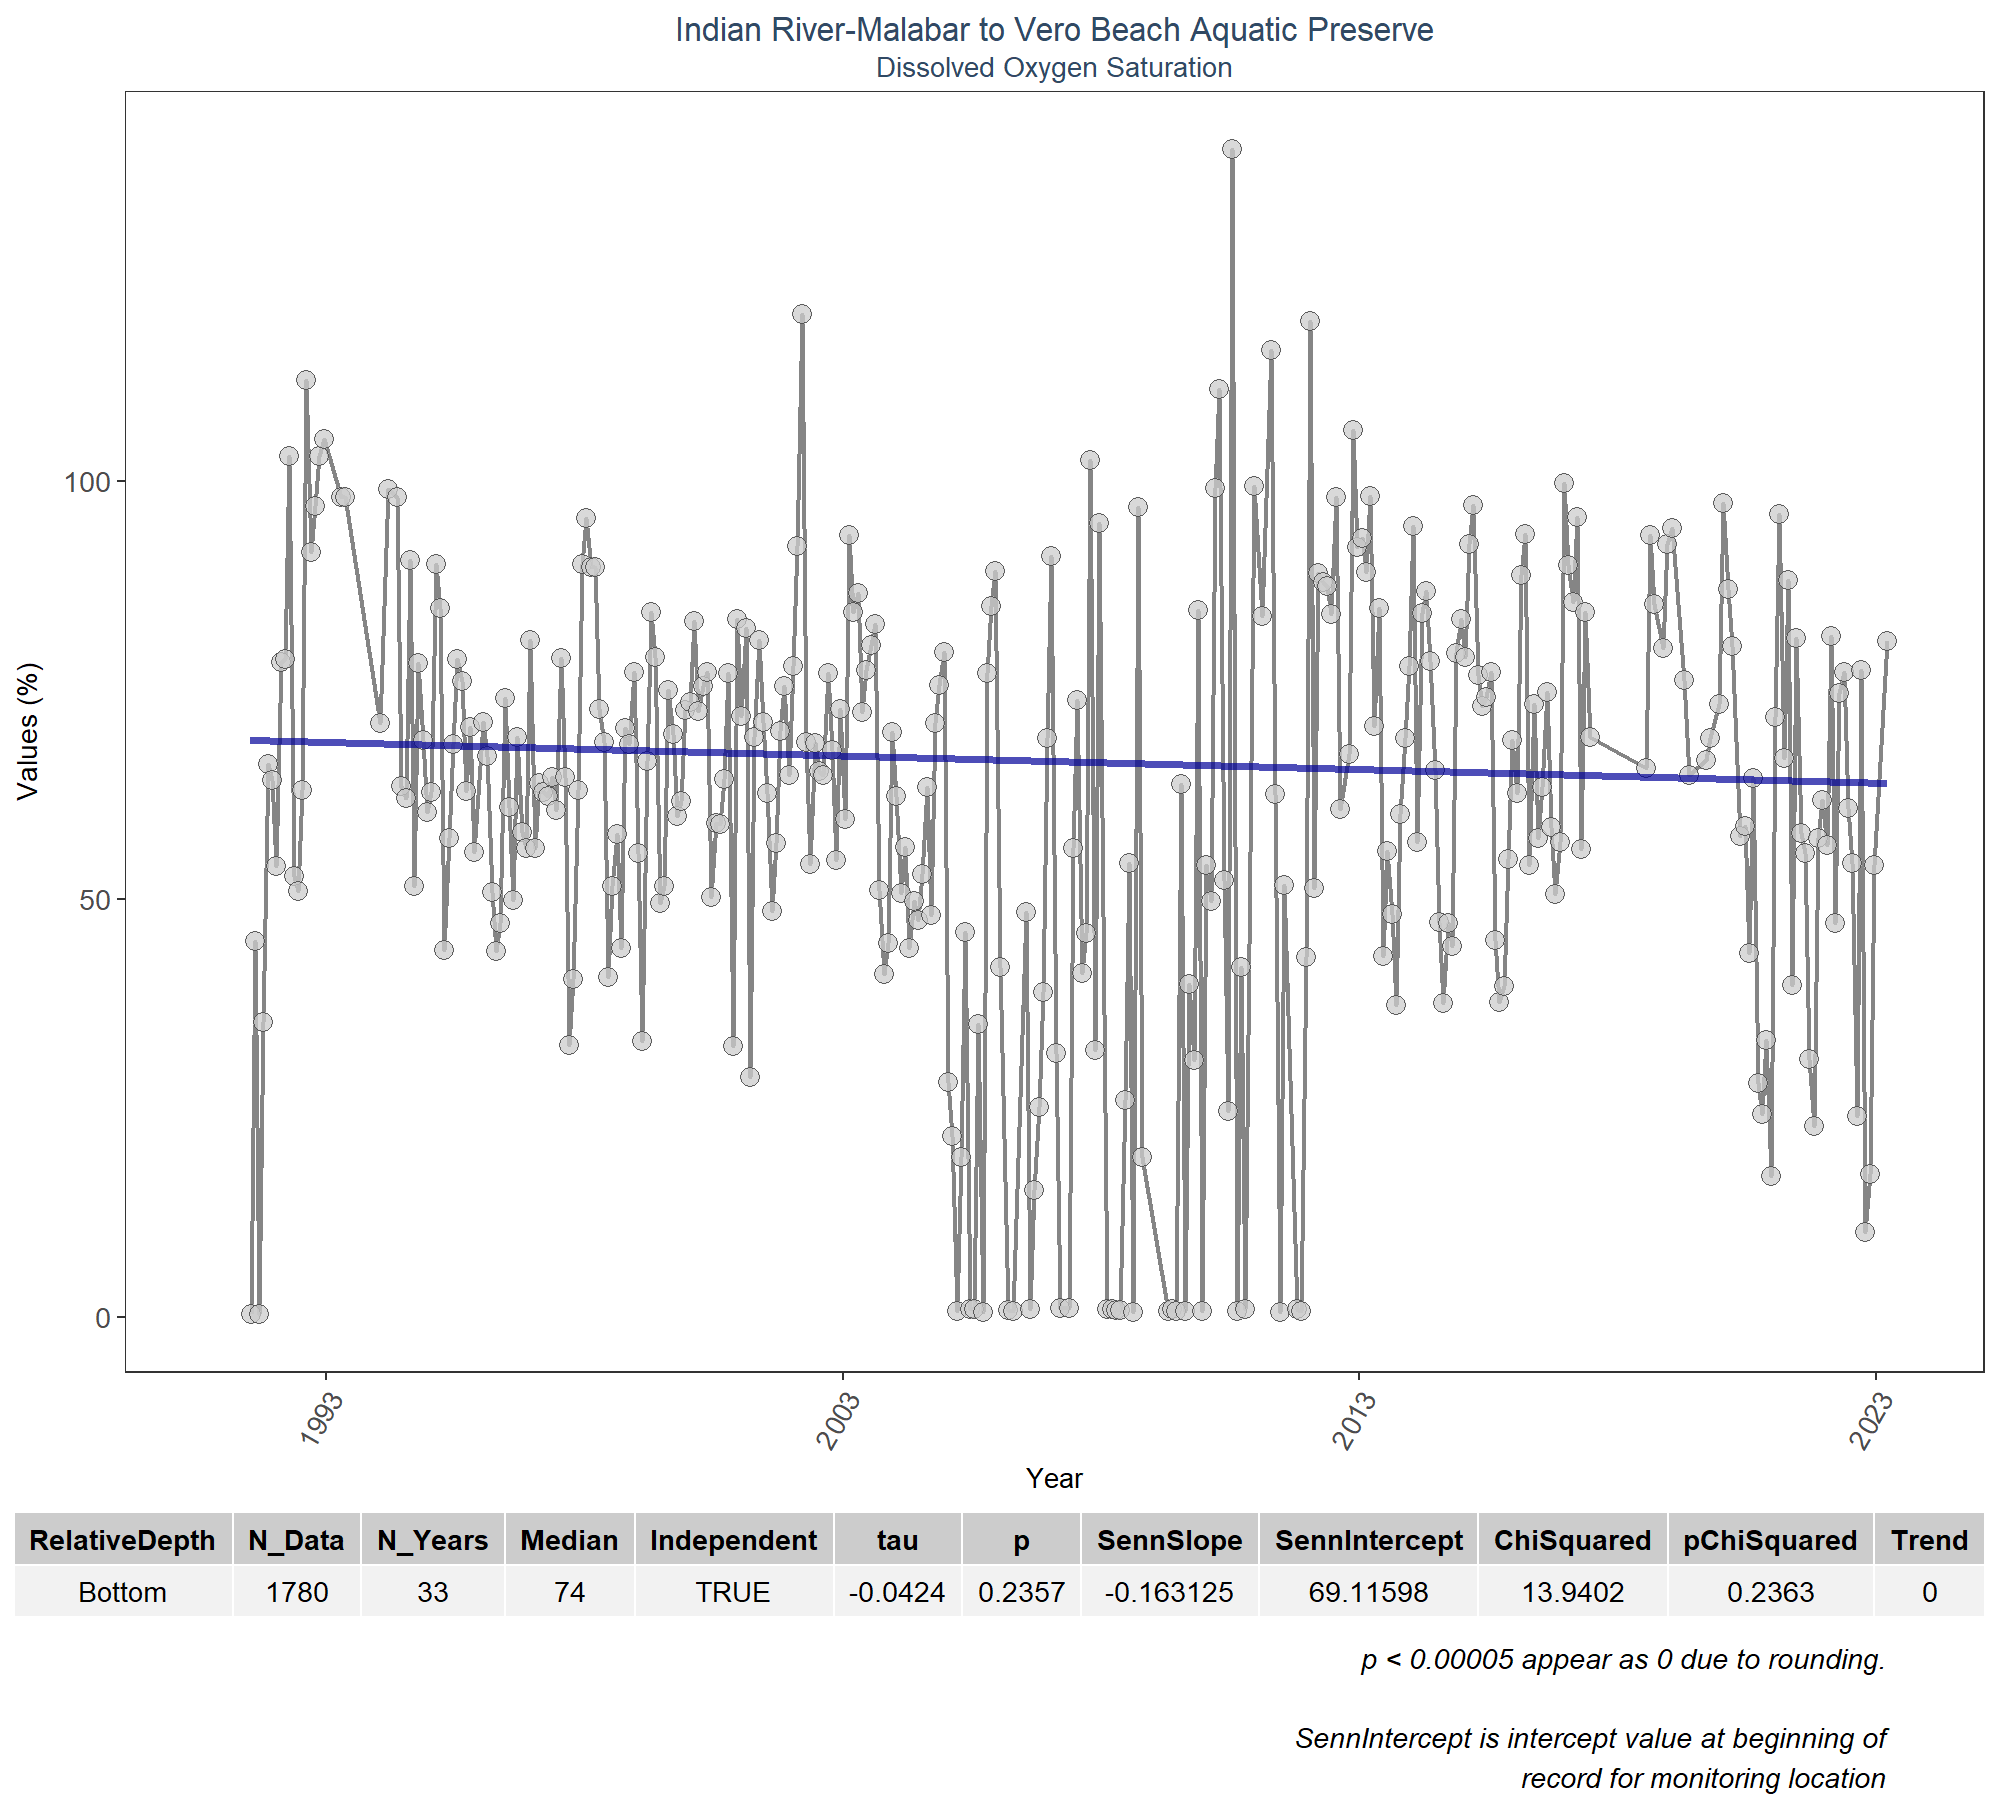 Indian River-Malabar to Vero Beach Aquatic Preserve
Dissolved Oxygen Saturation
Values (%)
100
50
0
1993 2003 2013 2023
Year
RelativeDepth N_Data N_Years Median Independent tau p SennSlope SennIntercept ChiSquared pChiSquared Trend
Bottom 1780 33 74 TRUE -0.0424 0.2357 -0.163125 69.11598 13.9402 0.2363 0
p < 0.00005 appear as 0 due to rounding.
SennIntercept is intercept value at beginning of
record for monitoring location